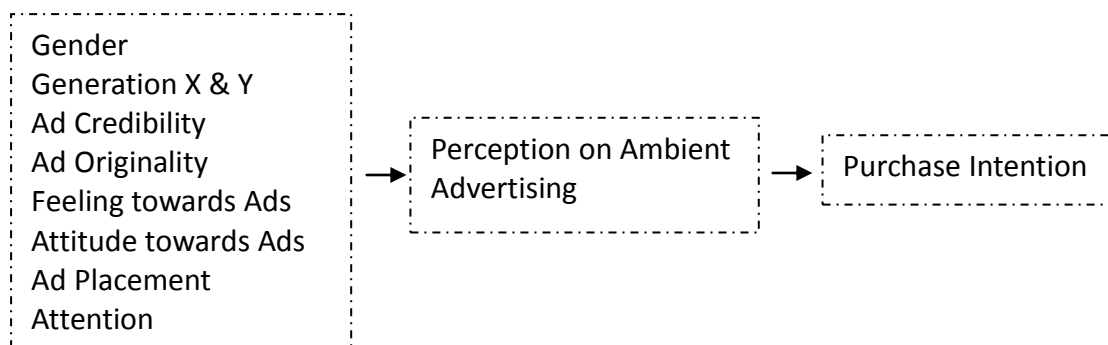 Gender
Generation X & Y
Ad Credibility
Ad Originality
Feeling towards Ads
Attitude towards Ads
Ad Placement
Attention
Perception on Ambient
Advertising
Purchase Intention